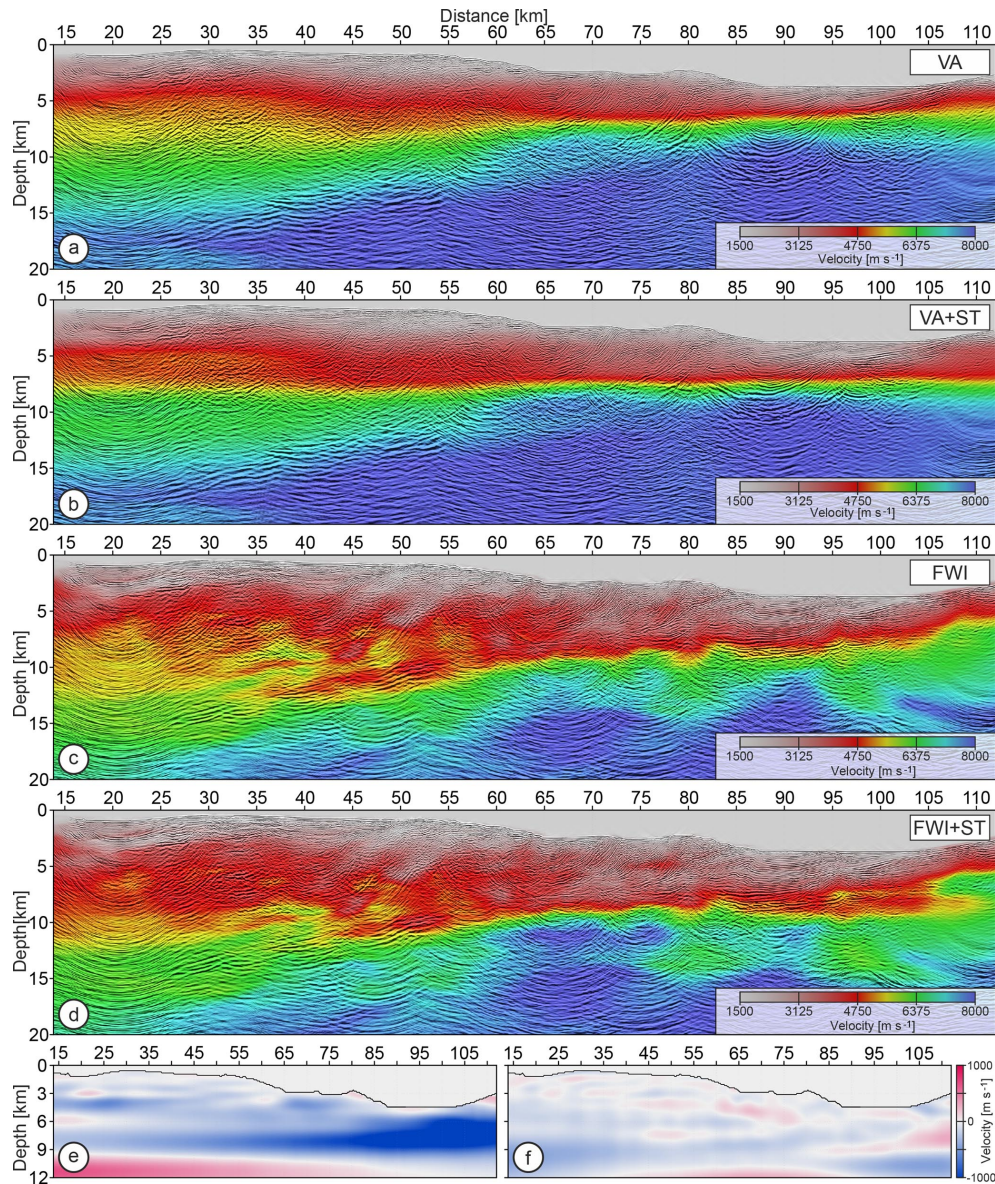 Distance [km]
15 20 25 30 35 40 45 50 55 60 65 70 75 80 85 90 95 100 105 110
0
VA
5
Depth [km]
10
15
a
1500 3125 4750 6375 8000
Velocity [m s-1]
20
15 20 25 30 35 40 45 50 55 60 65 70 75 80 85 90 95 100 105 110
0
VA+ST
5
Depth [km]
10
15
b
1500 3125 4750 6375 8000
Velocity [m s-1]
20
15 20 25 30 35 40 45 50 55 60 65 70 75 80 85 90 95 100 105 110
0
FWI
5
Depth [km]
10
15
c
1500 3125 4750 6375 8000
Velocity [m s-1]
20
15 20 25 30 35 40 45 50 55 60 65 70 75 80 85 90 95 100 105 110
0
FWI+ST
5
Depth[km]
10
15
d
1500 3125 4750 6375 8000
Velocity [m s-1]
20
15 25 35 45 55 65 75 85 95 105
15 25 35 45 55 65 75 85 95 105
0
3
Depth [km]
6
9
12
e
f
1000
0
-1000
Velocity [m s-1]